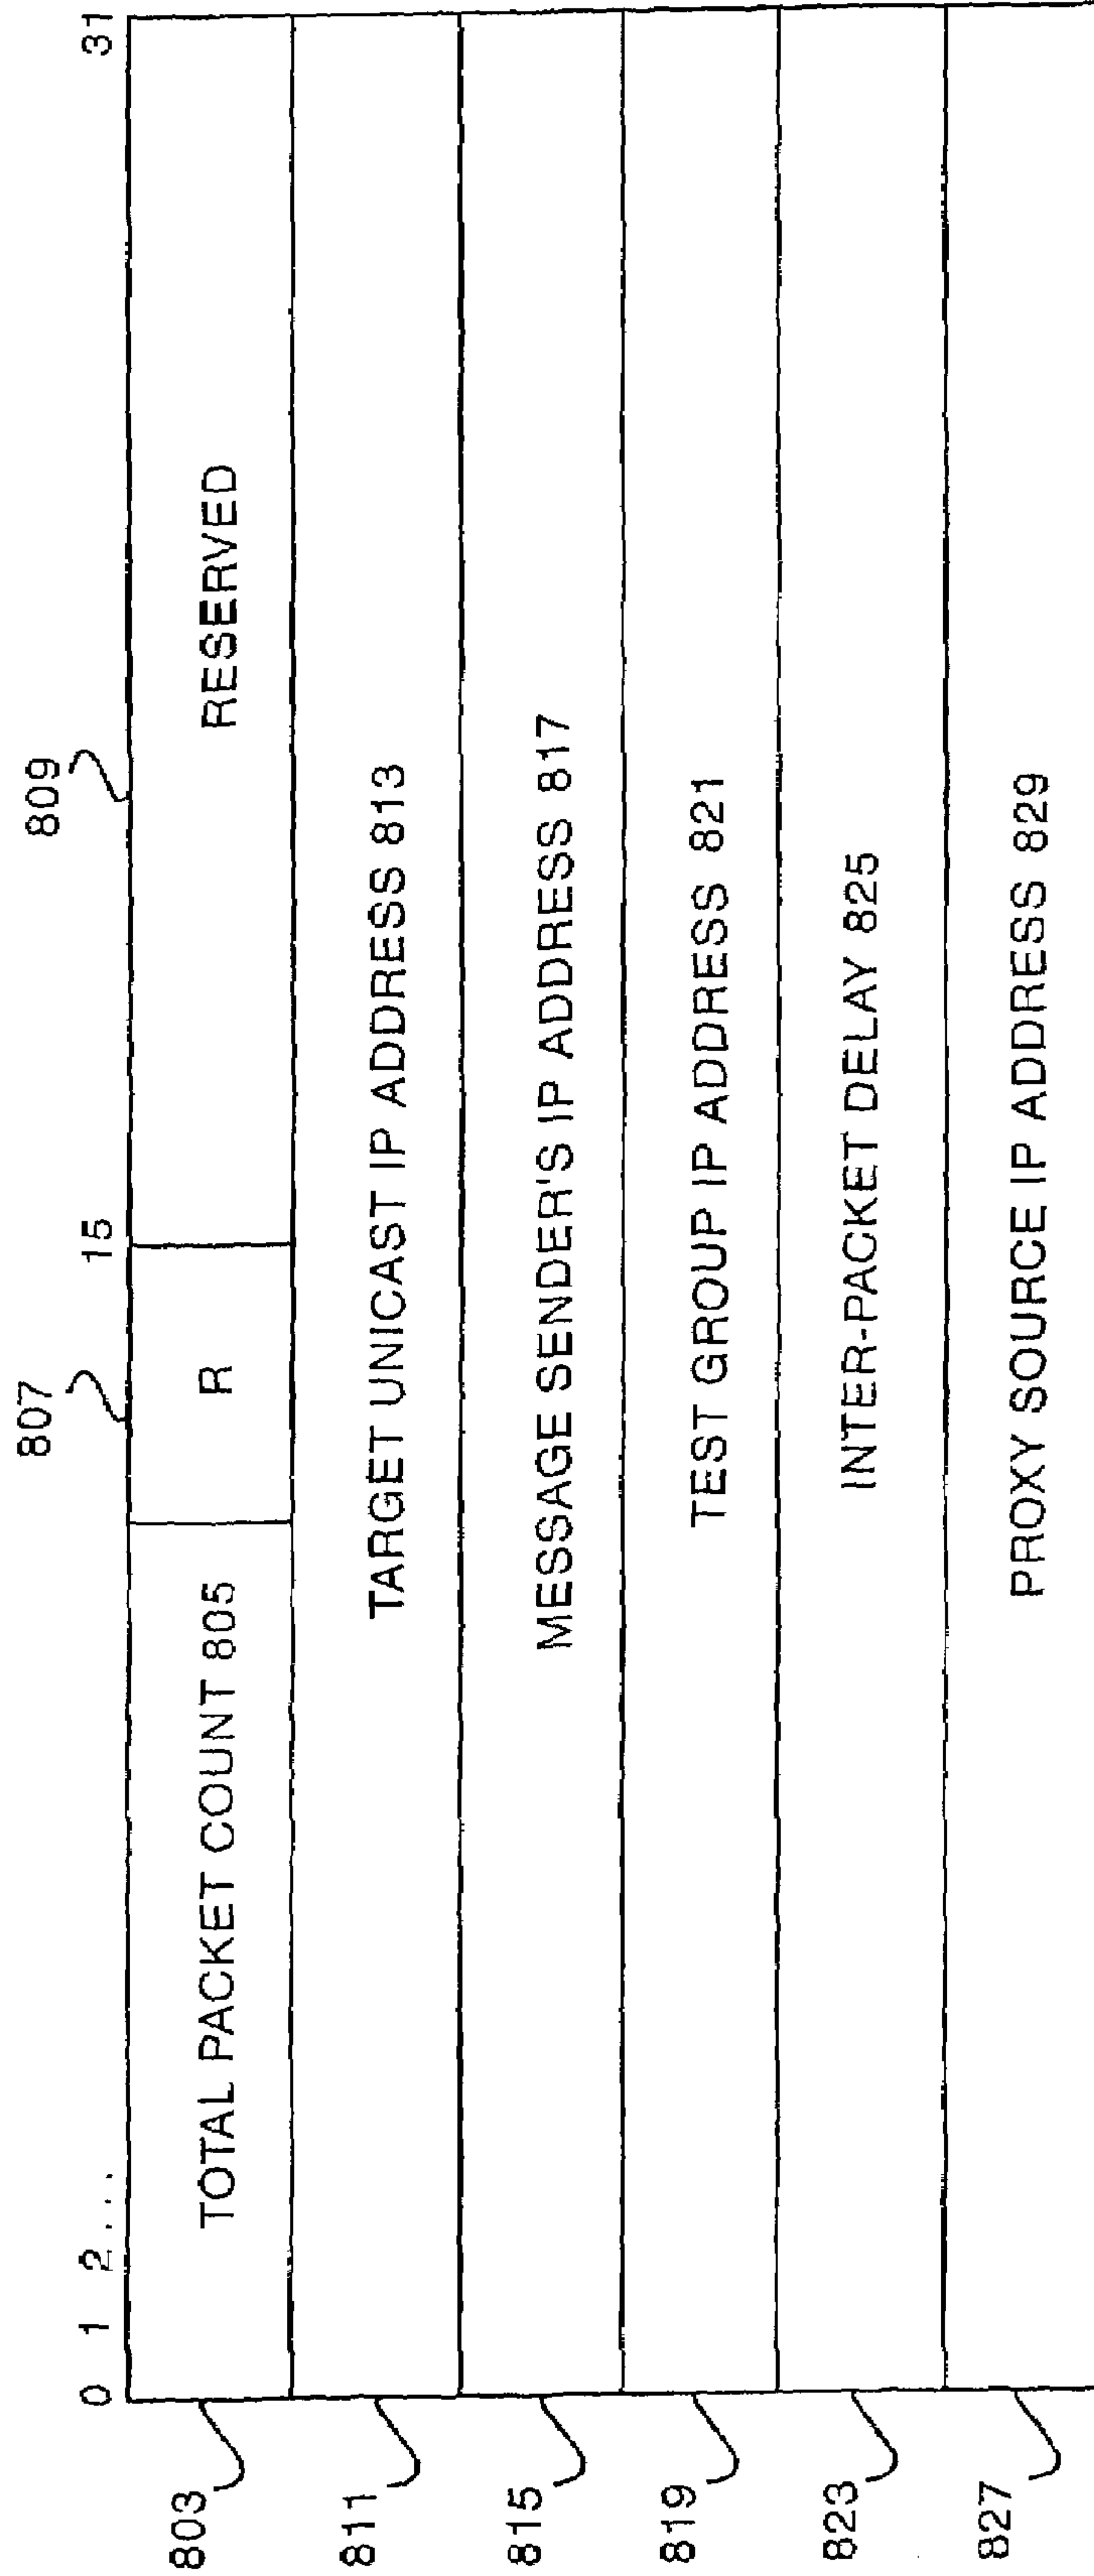 807 809
0 1 2 .... 15 31
803 TOTAL PACKET COUNT 805 R RESERVED
811 TARGET UNICAST IP ADDRESS 813
815 MESSAGE SENDER'S IP ADDRESS 817
819 TEST GROUP IP ADDRESS 821
823 INTER-PACKET DELAY 825
827 PROXY SOURCE IP ADDRESS 829